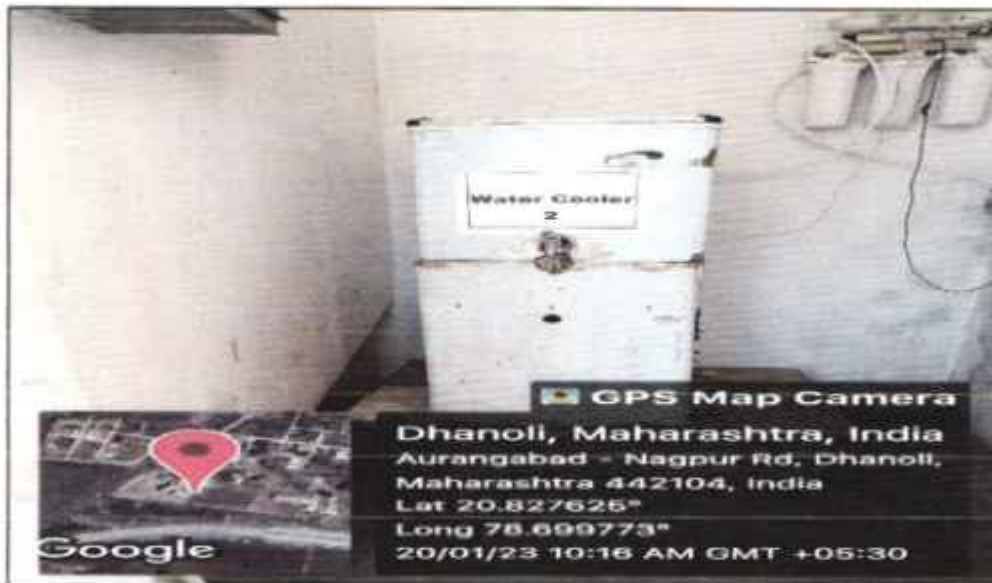 Water Cooler
2
GPS Map Camera
Dhanoli, Maharashtra, India
Aurangabad - Nagpur Rd, Dhanoli,
Maharashtra 442104, India
Lat 20.827625°
Long 78.699773°
20/01/23 10:16 AM GMT +05:30
Google